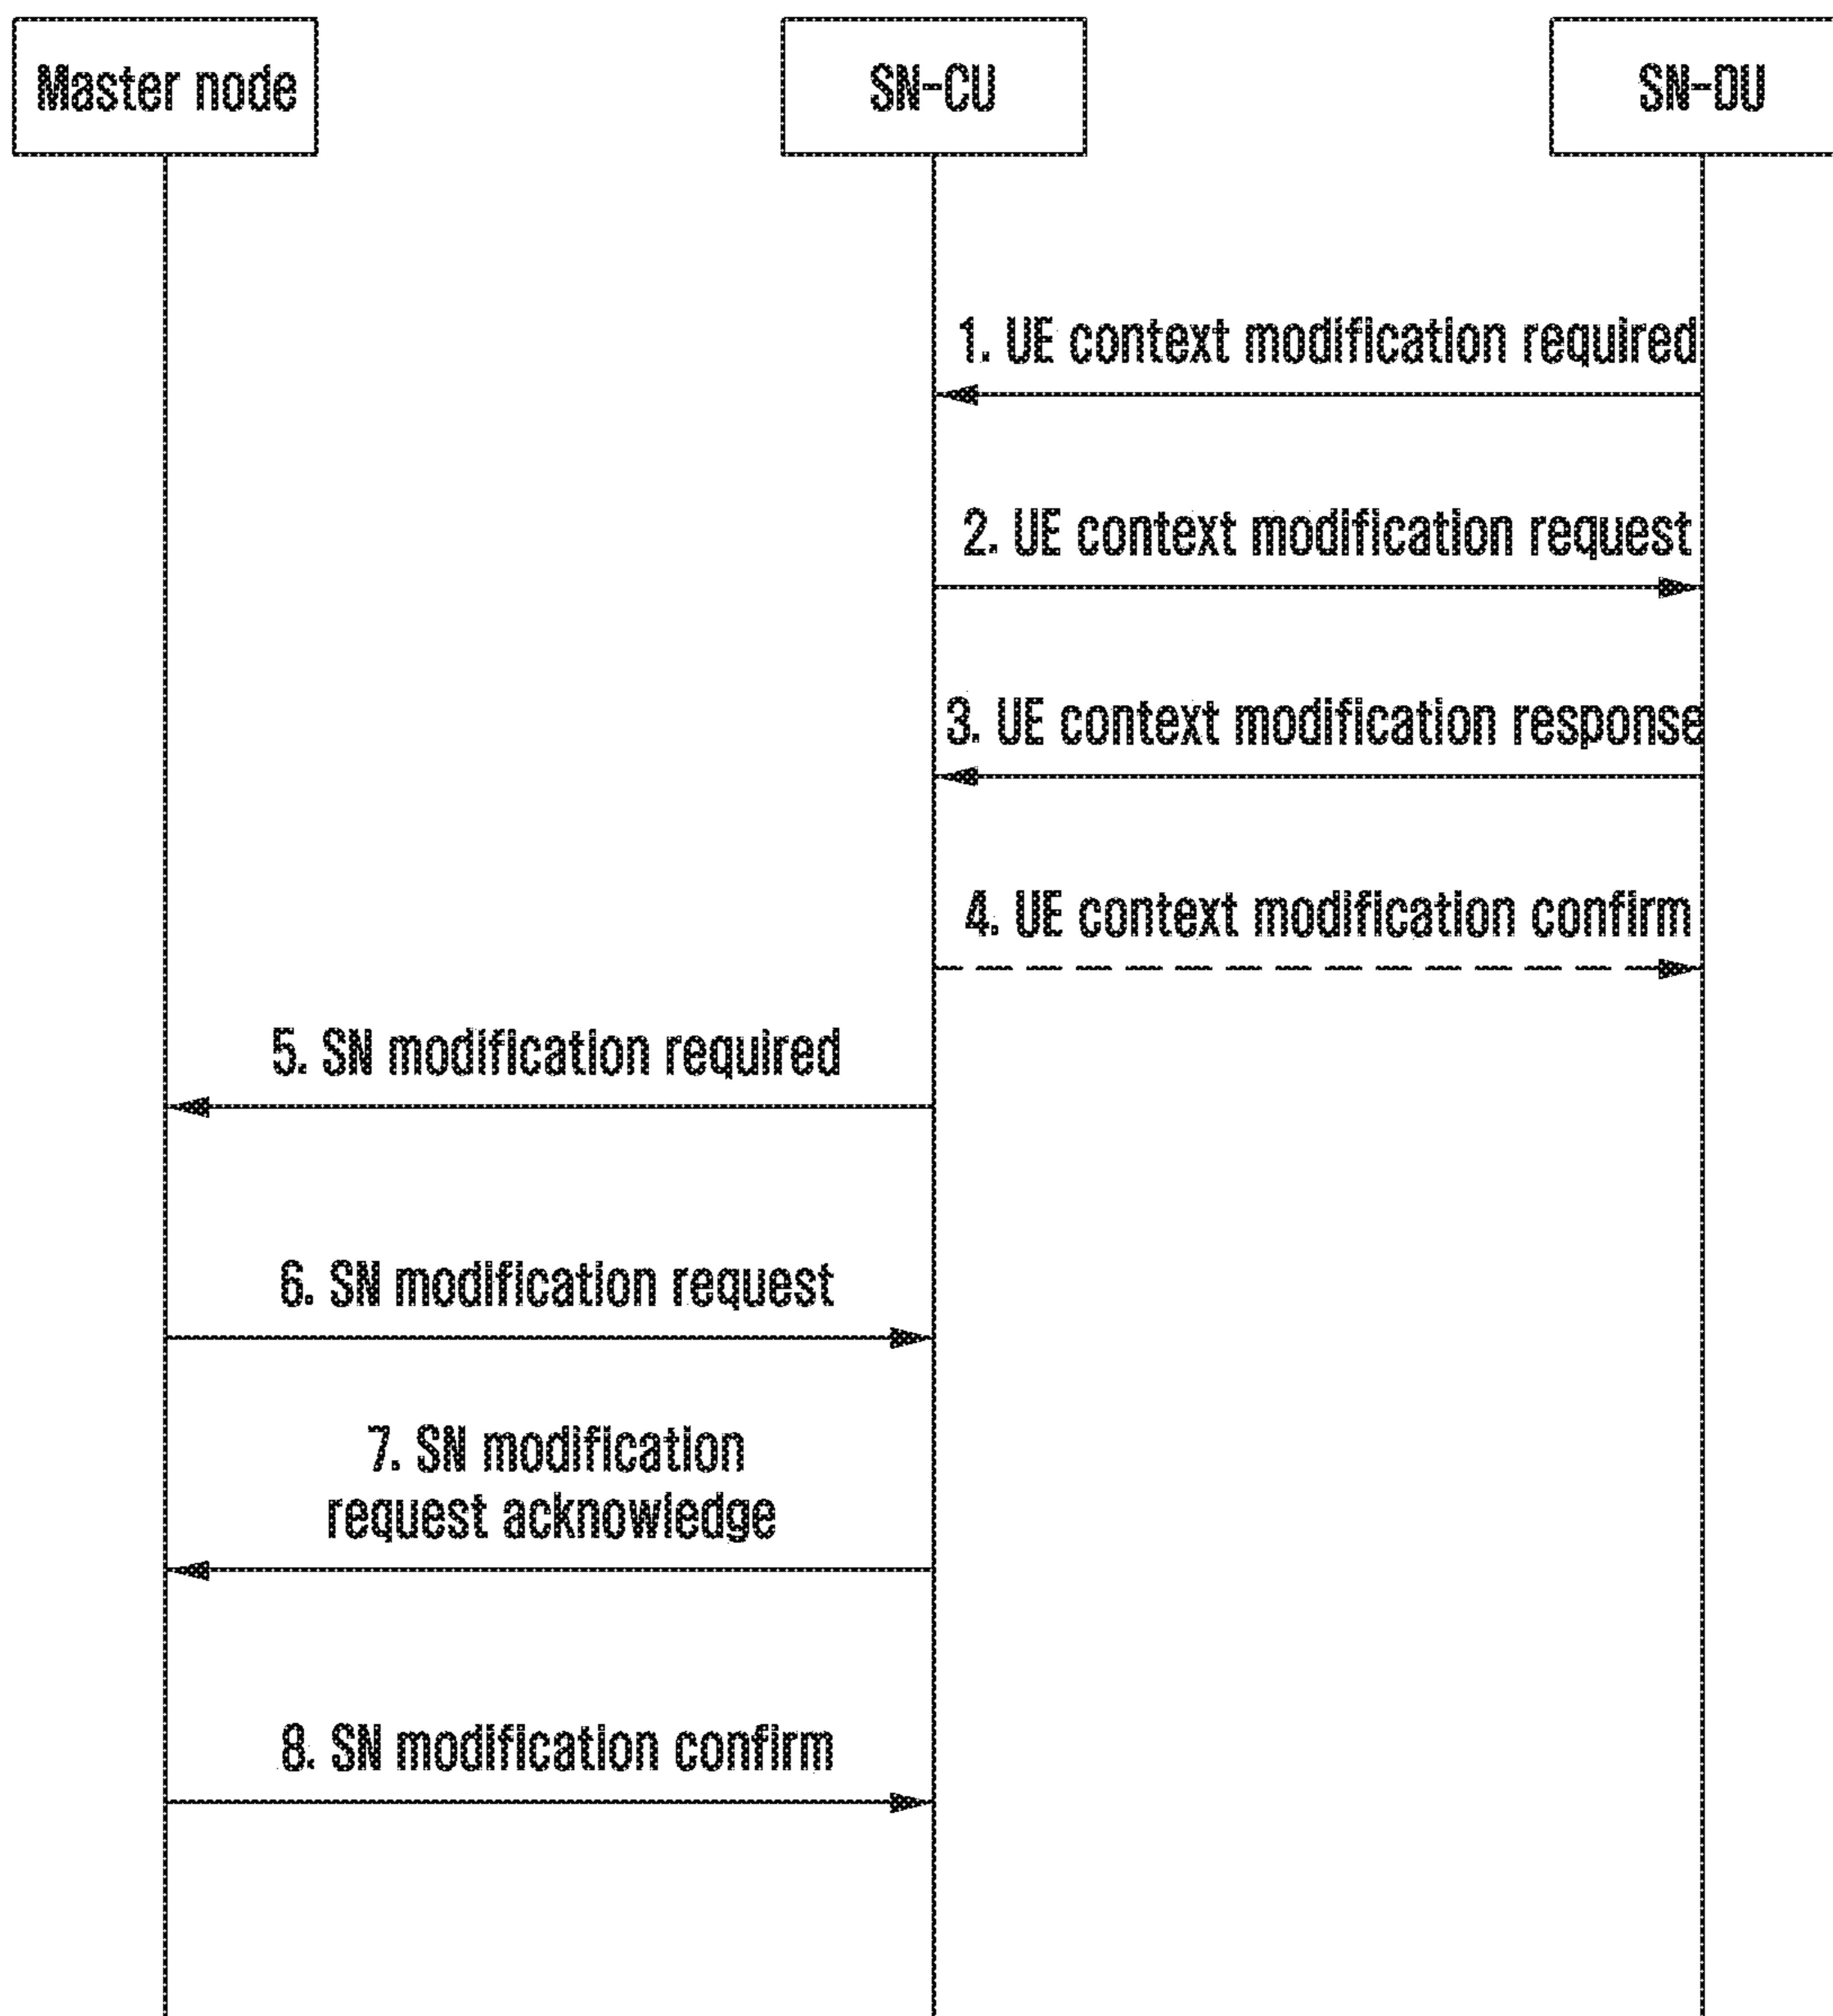 Master node
SN-CU
SN-DU
1. UE context modification required
2. UE context modification request
3. UE context modification response
4. UE context modification confirm
5. SN modification required
6. SN modification request
7. SN modification
request acknowledge
8. SN modification confirm